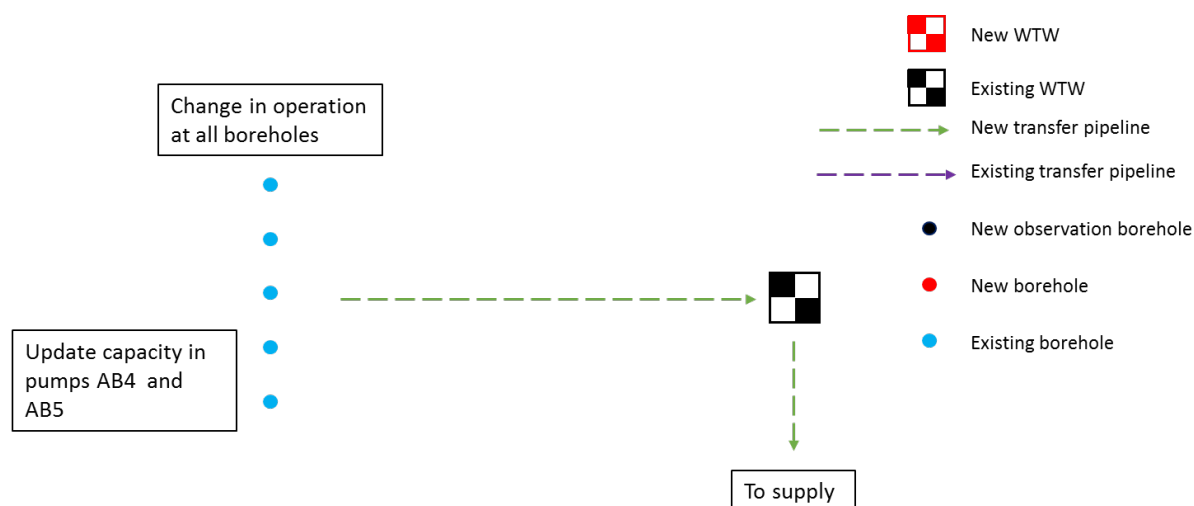 Change in operation
at all boreholes
Update capacity in
pumps AB4 and
AB5
To supply
New WTW
Existing WTW
New transfer pipeline
Existing transfer pipeline
New observation borehole
New borehole
Existing borehole